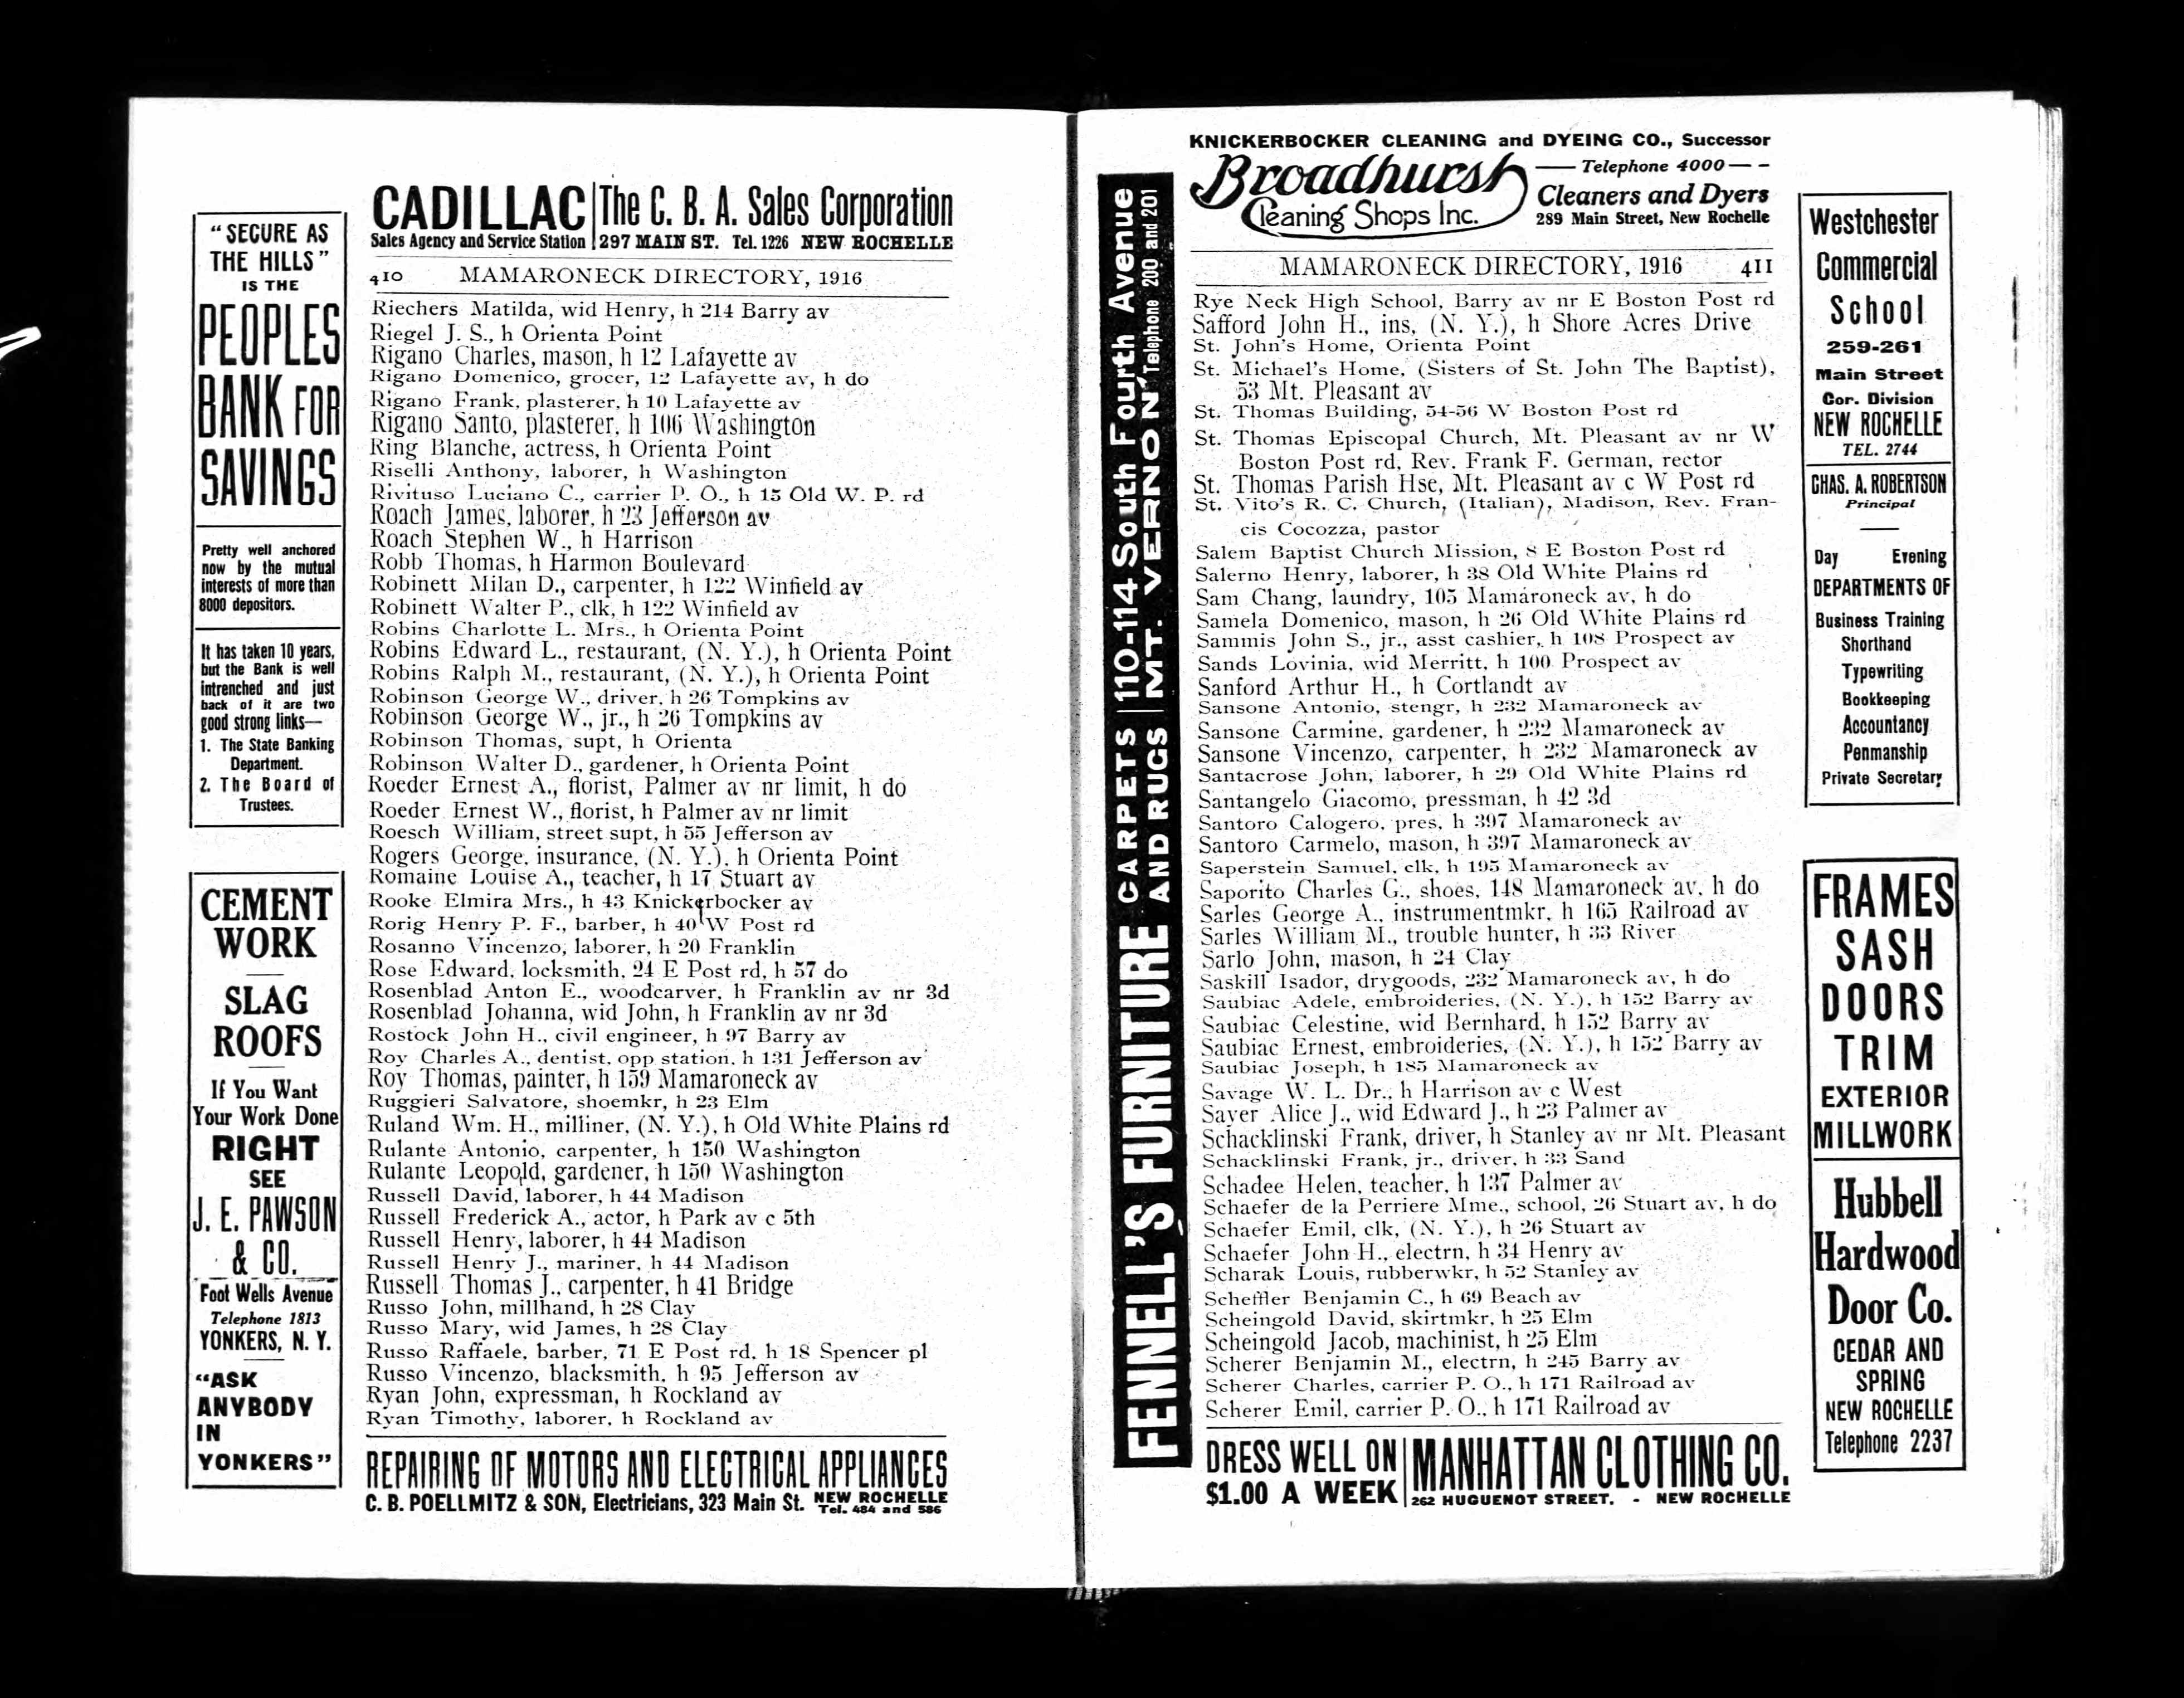 CADILLAC
Sales Agency and Service Station
The C. B. A. Sales Corporation
297 MAIN ST. Tel. 1226 NEW ROCHELLE
"SECURE AS
THE HILLS"
IS THE
PEOPLES
BANK FOR
SAVINGS
Pretty well anchored
now by the mutual
interests of more than
8000 depositors.
It has taken 10 years,
but the Bank is well
intrenched and just
back of it are two
good strong links—
1. The State Banking
Department.
2. The Board of
Trustees.
CEMENT
WORK
SLAG
ROOFS
If You Want
Your Work Done
RIGHT
SEE
J. E. PAWSON
& CO.
Foot Wells Avenue
Telephone 1813
YONKERS, N. Y.
"ASK
ANYBODY
IN
YONKERS"
410 MAMARONECK DIRECTORY, 1916
Riechers Matilda, wid Henry, h 214 Barry av
Riegel J. S., h Orienta Point
Rigano Charles, mason, h 12 Lafayette av
Rigano Domenico, grocer, 12 Lafayette av, h do
Rigano Frank, plasterer, h 10 Lafayette av
Rigano Santo, plasterer, h 106 Washington
Ring Blanche, actress, h Orienta Point
Riselli Anthony, laborer, h Washington
Rivituso Luciano C., carrier P. O., h 15 Old W. P. rd
Roach James, laborer, h 23 Jefferson av
Roach Stephen W., h Harrison
Robb Thomas, h Harmon Boulevard
Robinett Milan D., carpenter, h 122 Winfield av
Robinett Walter P., clk, h 122 Winfield av
Robins Charlotte L. Mrs., h Orienta Point
Robins Edward L., restaurant, (N. Y.), h Orienta Point
Robins Ralph M., restaurant, (N. Y.), h Orienta Point
Robinson George W., driver, h 26 Tompkins av
Robinson George W., jr., h 26 Tompkins av
Robinson Thomas, supt, h Orienta
Robinson Walter D., gardener, h Orienta Point
Roeder Ernest A., florist, Palmer av nr limit, h do
Roeder Ernest W., florist, h Palmer av nr limit
Roesch William, street supt, h 55 Jefferson av
Rogers George, insurance, (N. Y.), h Orienta Point
Romaine Louise A., teacher, h 17 Stuart av
Rooke Elmira Mrs., h 43 Knickerbocker av
Rorig Henry P. F., barber, h 40 W Post rd
Rosanno Vincenzo, laborer, h 20 Franklin
Rose Edward, locksmith, 24 E Post rd, h 57 do
Rosenblad Anton E., woodcarver, h Franklin av nr 3d
Rosenblad Johanna, wid John, h Franklin av nr 3d
Rostock John H., civil engineer, h 97 Barry av
Roy Charles A., dentist, opp station, h 131 Jefferson av
Roy Thomas, painter, h 159 Mamaroneck av
Ruggieri Salvatore, shoemkr, h 23 Elm
Ruland Wm. H., milliner, (N. Y.), h Old White Plains rd
Rulante Antonio, carpenter, h 150 Washington
Rulante Leopold, gardener, h 150 Washington
Russell David, laborer, h 44 Madison
Russell Frederick A., actor, h Park av c 5th
Russell Henry, laborer, h 44 Madison
Russell Henry J., mariner, h 44 Madison
Russell Thomas J., carpenter, h 41 Bridge
Russo John, millhand, h 28 Clay
Russo Mary, wid James, h 28 Clay
Russo Raffaele, barber, 71 E Post rd, h 18 Spencer pl
Russo Vincenzo, blacksmith, h 95 Jefferson av
Ryan John, expressman, h Rockland av
Ryan Timothy, laborer, h Rockland av
REPAIRING OF MOTORS AND ELECTRICAL APPLIANCES
C. B. POELLMITZ & SON, Electricians, 323 Main St. NEW ROCHELLE
Tel. 484 and 586
FENNELL'S FURNITURE CARPETS AND RUGS
110-114 South Fourth Avenue
MT. VERNON Telephone 200 and 201
KNICKERBOCKER CLEANING and DYEING CO., Successor
Broadhurst
Cleaning Shops Inc.
— Telephone 4000 — -
Cleaners and Dyers
289 Main Street, New Rochelle
MAMARONECK DIRECTORY, 1916 411
Rye Neck High School, Barry av nr E Boston Post rd
Safford John H., ins, (N. Y.), h Shore Acres Drive
St. John's Home, Orienta Point
St. Michael's Home, (Sisters of St. John The Baptist),
53 Mt. Pleasant av
St. Thomas Building, 54-56 W Boston Post rd
St. Thomas Episcopal Church, Mt. Pleasant av nr W
Boston Post rd, Rev. Frank F. German, rector
St. Thomas Parish Hse, Mt. Pleasant av c W Post rd
St. Vito's R. C. Church, (Italian), Madison, Rev. Fran-
cis Cocozza, pastor
Salem Baptist Church Mission, 8 E Boston Post rd
Salerno Henry, laborer, h 38 Old White Plains rd
Sam Chang, laundry, 105 Mamaroneck av, h do
Samela Domenico, mason, h 26 Old White Plains rd
Sammis John S., jr., asst cashier, h 108 Prospect av
Sands Lovinia, wid Merritt, h 100 Prospect av
Sanford Arthur H., h Cortlandt av
Sansone Antonio, stengr, h 232 Mamaroneck av
Sansone Carmine, gardener, h 232 Mamaroneck av
Sansone Vincenzo, carpenter, h 232 Mamaroneck av
Santacrose John, laborer, h 29 Old White Plains rd
Santangelo Giacomo, pressman, h 42 3d
Santoro Calogero, pres, h 397 Mamaroneck av
Santoro Carmelo, mason, h 397 Mamaroneck av
Saperstein Samuel, clk, h 195 Mamaroneck av
Saporito Charles G., shoes, 148 Mamaroneck av, h do
Sarles George A., instrumentmkr, h 165 Railroad av
Sarles William M., trouble hunter, h 33 River
Sarlo John, mason, h 24 Clay
Saskill Isador, drygoods, 232 Mamaroneck av, h do
Saubiac Adele, embroideries, (N. Y.), h 152 Barry av
Saubiac Celestine, wid Bernhard, h 152 Barry av
Saubiac Ernest, embroideries, (N. Y.), h 152 Barry av
Saubiac Joseph, h 185 Mamaroneck av
Savage W. L. Dr., h Harrison av c West
Sayer Alice J., wid Edward J., h 23 Palmer av
Schacklinski Frank, driver, h Stanley av nr Mt. Pleasant
Schacklinski Frank, jr., driver, h 33 Sand
Schadee Helen, teacher, h 137 Palmer av
Schaefer de la Perriere Mme., school, 26 Stuart av, h do
Schaefer Emil, clk, (N. Y.), h 26 Stuart av
Schaefer John H., electrn, h 34 Henry av
Scharak Louis, rubberwkr, h 52 Stanley av
Scheffler Benjamin C., h 69 Beach av
Scheingold David, skirtmkr, h 25 Elm
Scheingold Jacob, machinist, h 25 Elm
Scherer Benjamin M., electrn, h 245 Barry av
Scherer Charles, carrier P. O., h 171 Railroad av
Scherer Emil, carrier P. O., h 171 Railroad av
DRESS WELL ON
$1.00 A WEEK
MANHATTAN CLOTHING CO.
262 HUGUENOT STREET. - NEW ROCHELLE
Westchester
Commercial
School
259-261
Main Street
Cor. Division
NEW ROCHELLE
TEL. 2744
CHAS. A. ROBERTSON
Principal
Day Evening
DEPARTMENTS OF
Business Training
Shorthand
Typewriting
Bookkeeping
Accountancy
Penmanship
Private Secretary
FRAMES
SASH
DOORS
TRIM
EXTERIOR
MILLWORK
Hubbell
Hardwood
Door Co.
CEDAR AND
SPRING
NEW ROCHELLE
Telephone 2237